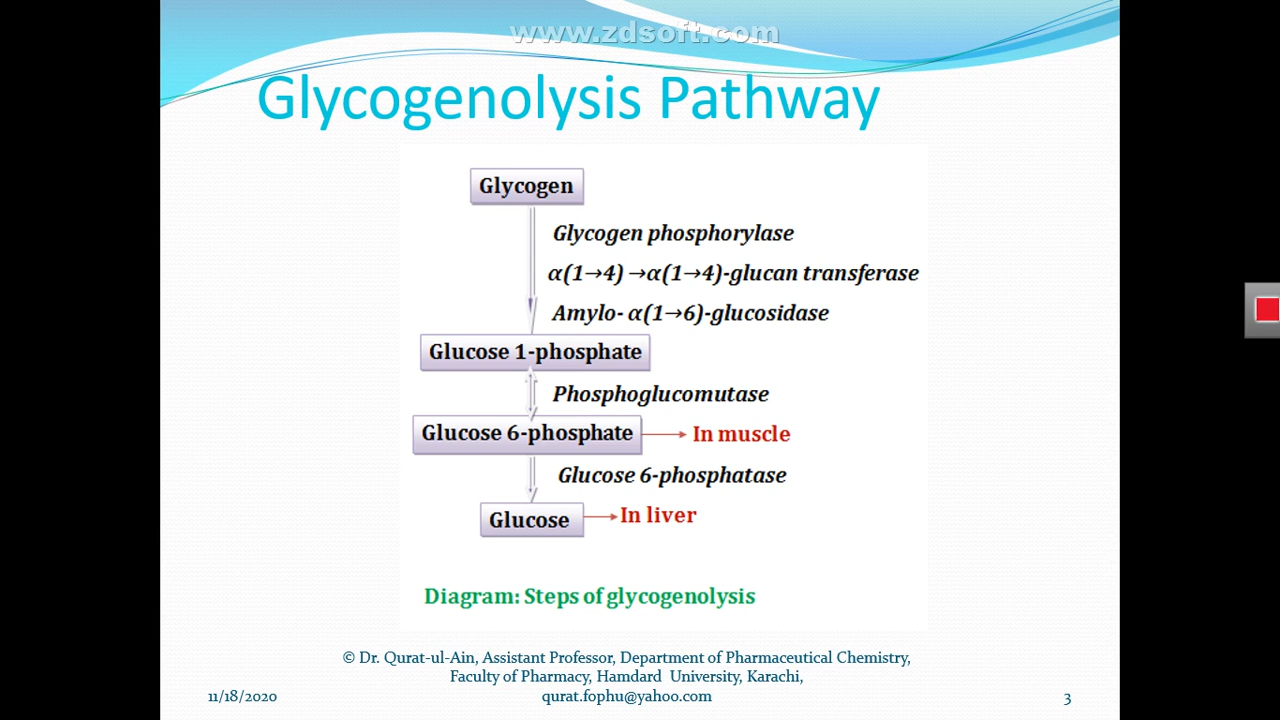 www.zdsoft.com
Glycogenolysis Pathway
Glycogen
Glycogen phosphorylase
α(1→4) →α(1→4)-glucan transferase
Amylo- α(1→6)-glucosidase
Glucose 1-phosphate
Phosphoglucomutase
Glucose 6-phosphate
In muscle
Glucose 6-phosphatase
Glucose
In liver
Diagram: Steps of glycogenolysis
© Dr. Qurat-ul-Ain, Assistant Professor, Department of Pharmaceutical Chemistry,
Faculty of Pharmacy, Hamdard University, Karachi,
11/18/2020
qurat.fophu@yahoo.com
3